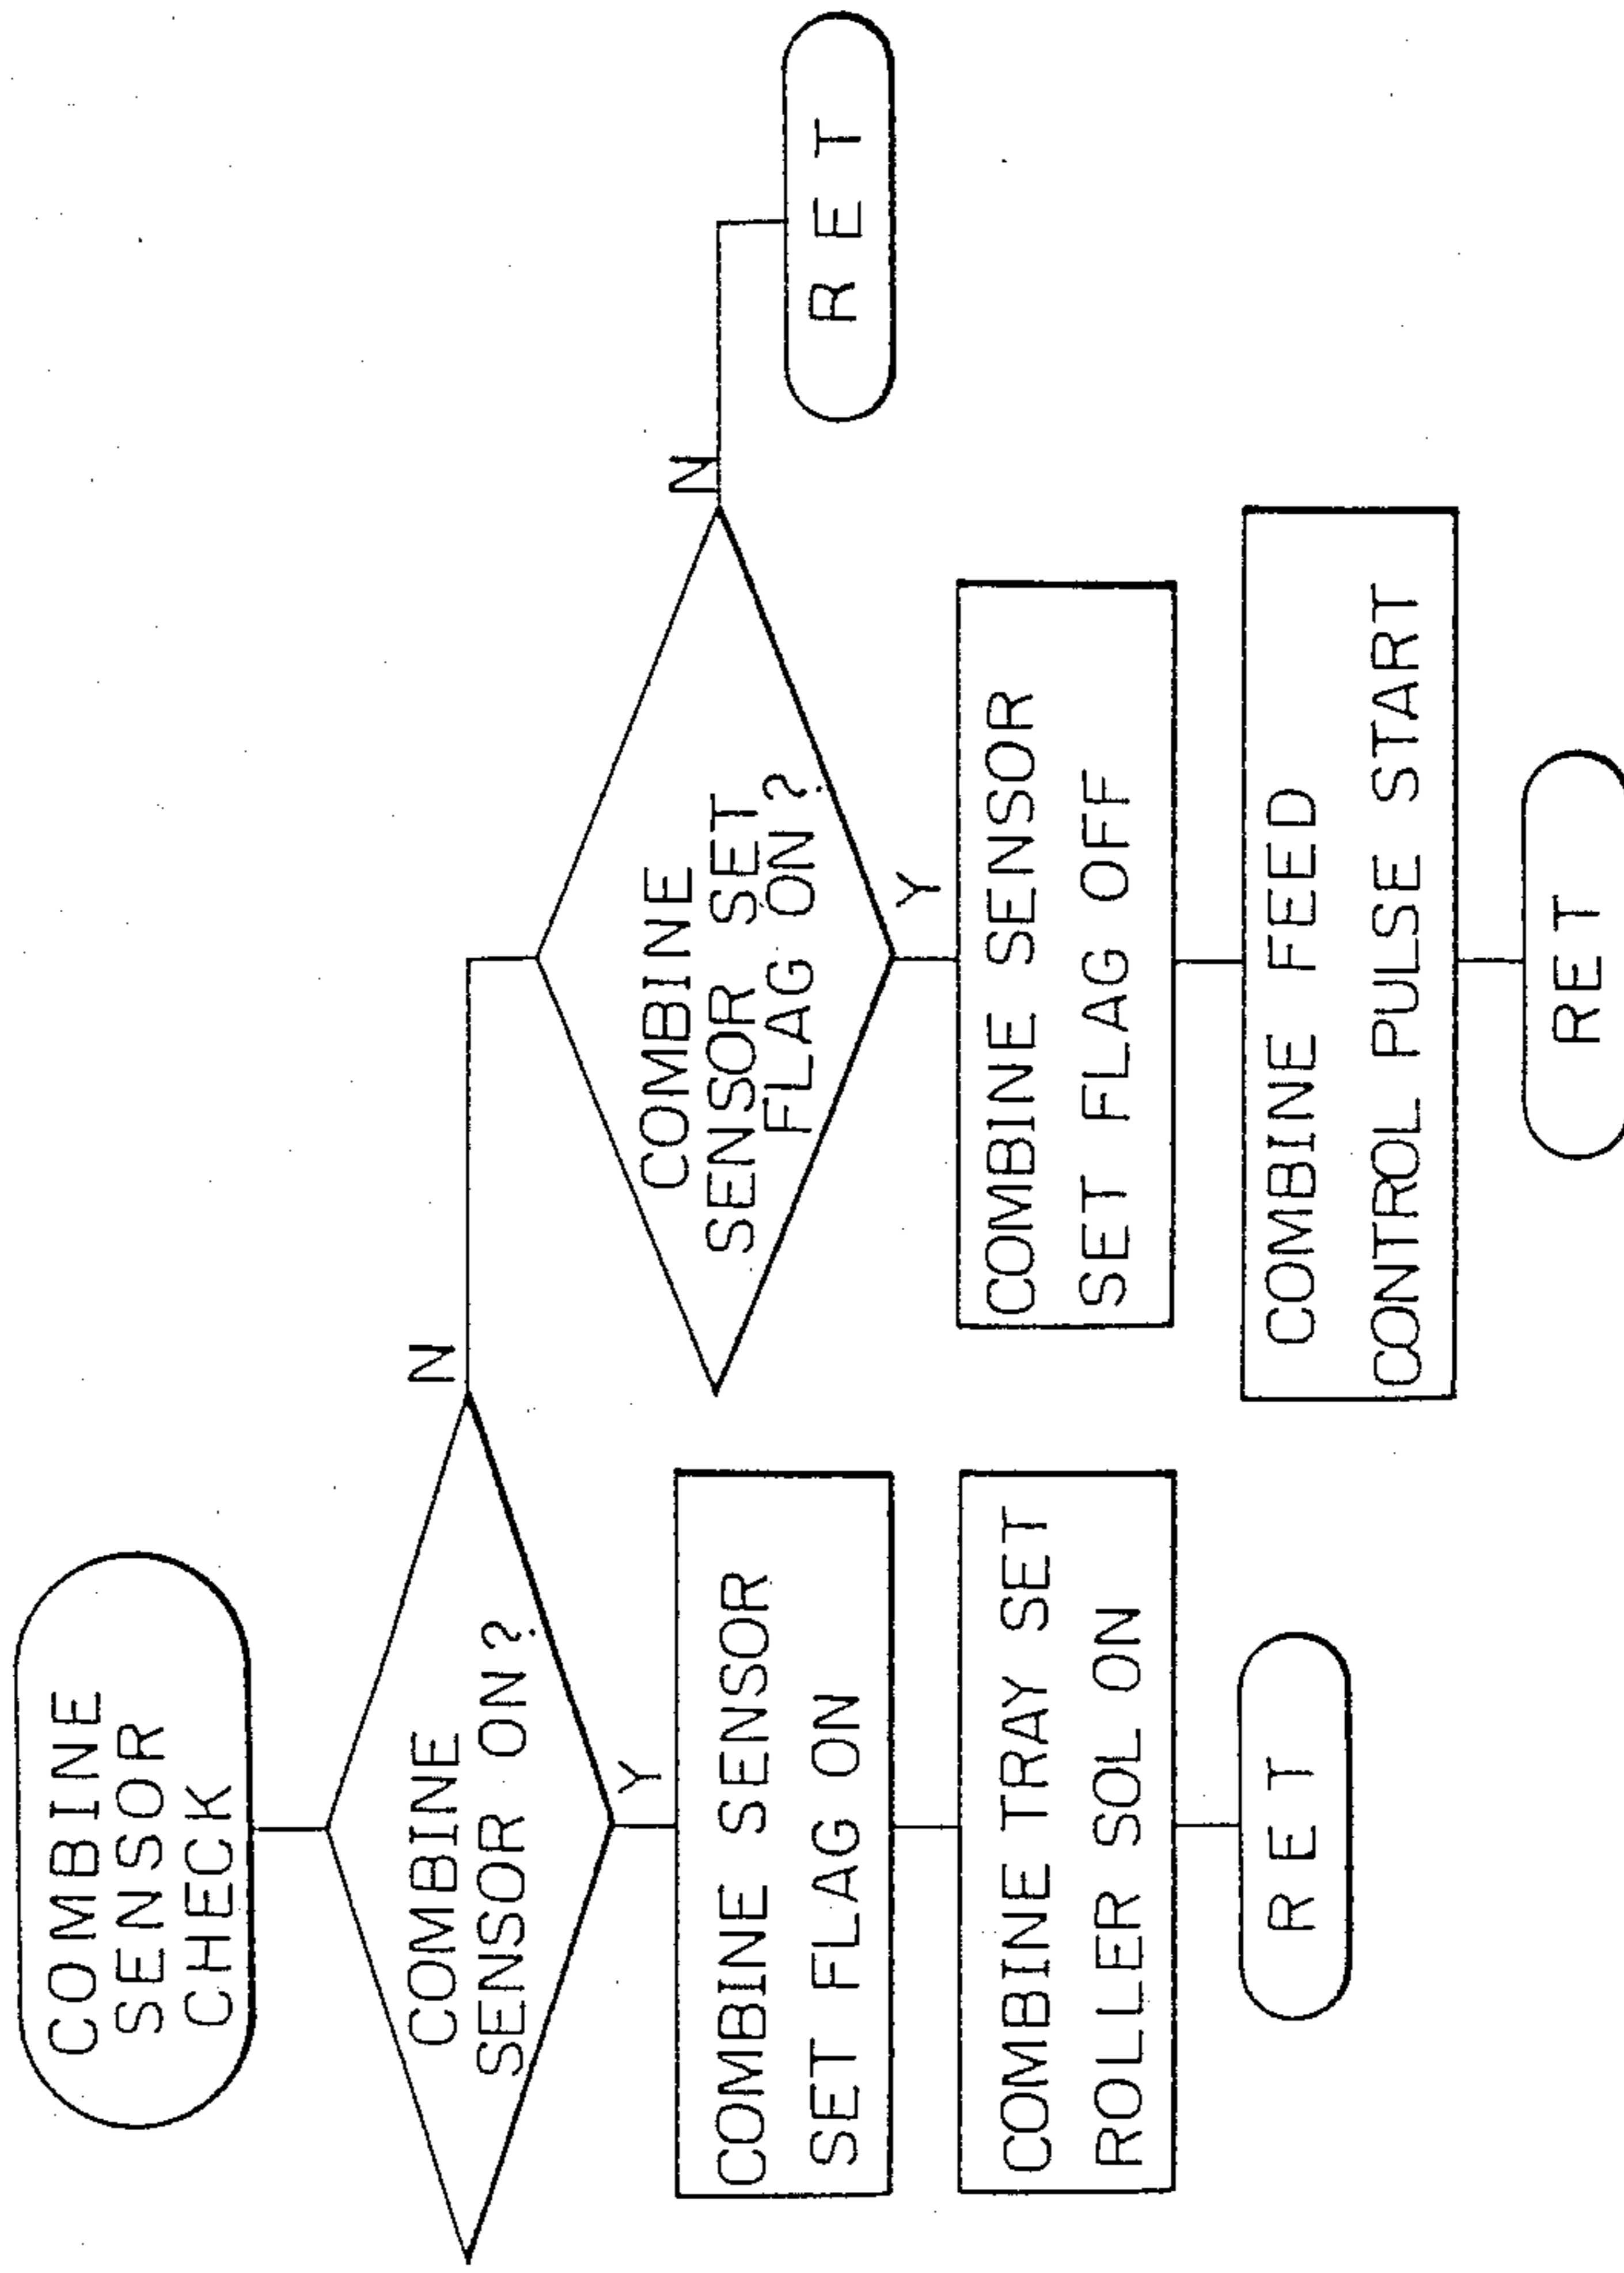 COMBINE
SENSOR
CHECK
COMBINE
SENSOR ON?
N
Y
COMBINE SENSOR
SET FLAG ON
COMBINE TRAY SET
ROLLER SOL ON
RET
COMBINE
SENSOR SET
FLAG ON?
N
RET
Y
COMBINE SENSOR
SET FLAG OFF
COMBINE FEED
CONTROL PULSE START
RET